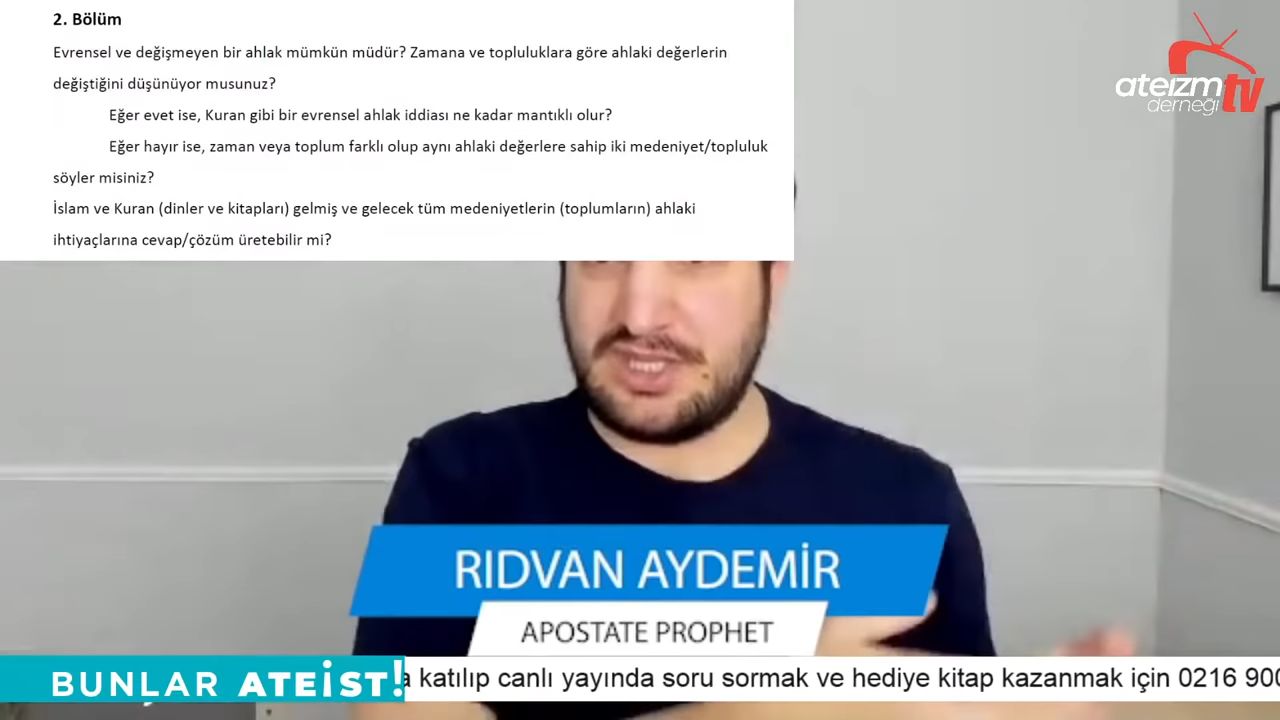 2. Bölüm
Evrensel ve değişmeyen bir ahlak mümkün müdür? Zamana ve topluluklara göre ahlaki değerlerin
değiştiğini düşünüyor musunuz?
Eğer evet ise, Kuran gibi bir evrensel ahlak iddiası ne kadar mantıklı olur?
Eğer hayır ise, zaman veya toplum farklı olup aynı ahlaki değerlere sahip iki medeniyet/topluluk
söyler misiniz?
İslam ve Kuran (dinler ve kitapları) gelmiş ve gelecek tüm medeniyetlerin (toplumların) ahlaki
ihtiyaçlarına cevap/çözüm üretebilir mi?
ateizm
derneği
tv
RIDVAN AYDEMİR
APOSTATE PROPHET
BUNLAR ATEİST!
katılıp canlı yayında soru sormak ve hediye kitap kazanmak için 0216 900